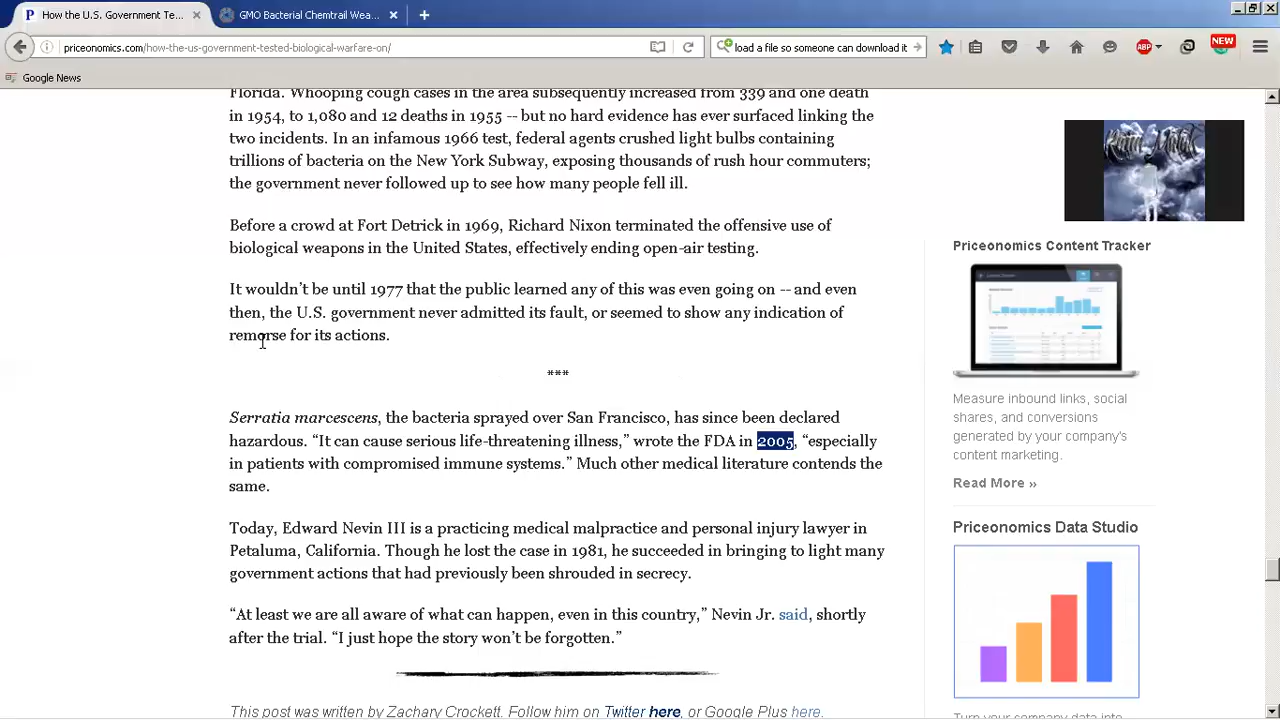 How the U.S. Government Te...
GMO Bacterial Chemtrail Wea...
priceonomics.com/how-the-us-government-tested-biological-warfare-on/
load a file so someone can download it
ABP
NEW
Google News
Florida. Whooping cough cases in the area subsequently increased from 339 and one death
in 1954, to 1,080 and 12 deaths in 1955 -- but no hard evidence has ever surfaced linking the
two incidents. In an infamous 1966 test, federal agents crushed light bulbs containing
trillions of bacteria on the New York Subway, exposing thousands of rush hour commuters;
the government never followed up to see how many people fell ill.
Before a crowd at Fort Detrick in 1969, Richard Nixon terminated the offensive use of
biological weapons in the United States, effectively ending open-air testing.
It wouldn’t be until 1977 that the public learned any of this was even going on -- and even
then, the U.S. government never admitted its fault, or seemed to show any indication of
remorse for its actions.
***
Serratia marcescens, the bacteria sprayed over San Francisco, has since been declared
hazardous. “It can cause serious life-threatening illness,” wrote the FDA in 2005, “especially
in patients with compromised immune systems.” Much other medical literature contends the
same.
Today, Edward Nevin III is a practicing medical malpractice and personal injury lawyer in
Petaluma, California. Though he lost the case in 1981, he succeeded in bringing to light many
government actions that had previously been shrouded in secrecy.
“At least we are all aware of what can happen, even in this country,” Nevin Jr. said, shortly
after the trial. “I just hope the story won’t be forgotten.”
This post was written by Zachary Crockett. Follow him on Twitter here, or Google Plus here.
Priceonomics Content Tracker
Measure inbound links, social
shares, and conversions
generated by your company's
content marketing.
Read More »
Priceonomics Data Studio
Turn your company data into